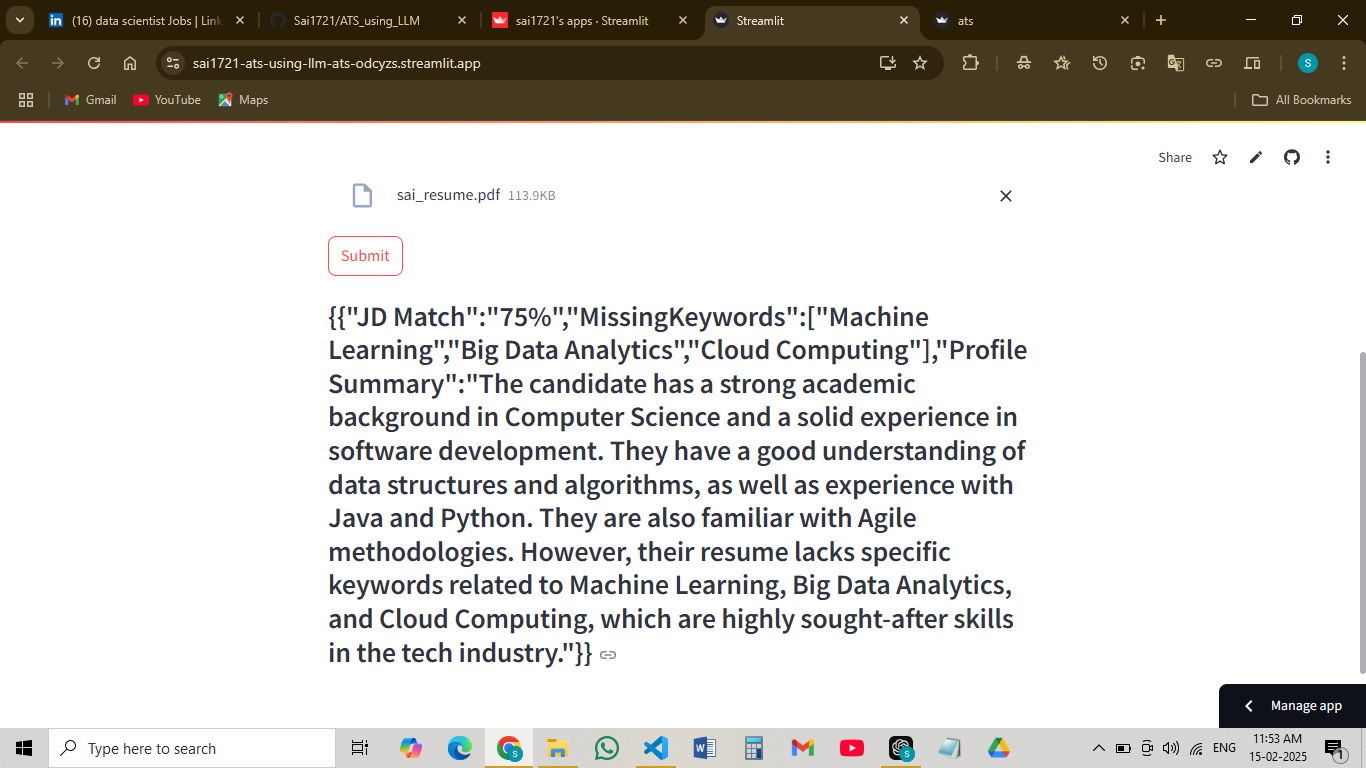 (16) data scientist Jobs | Link
Sai1721/ATS_using_LLM
sai1721's apps · Streamlit
Streamlit
ats
sai1721-ats-using-llm-ats-odcyzs.streamlit.app
S
Gmail
YouTube
Maps
All Bookmarks
Share
sai_resume.pdf 113.9KB
Submit
{{"JD Match":"75%","MissingKeywords":["Machine
Learning","Big Data Analytics","Cloud Computing"],"Profile
Summary":"The candidate has a strong academic
background in Computer Science and a solid experience in
software development. They have a good understanding of
data structures and algorithms, as well as experience with
Java and Python. They are also familiar with Agile
methodologies. However, their resume lacks specific
keywords related to Machine Learning, Big Data Analytics,
and Cloud Computing, which are highly sought-after skills
in the tech industry."}}
Manage app
Type here to search
ENG
11:53 AM
15-02-2025
1